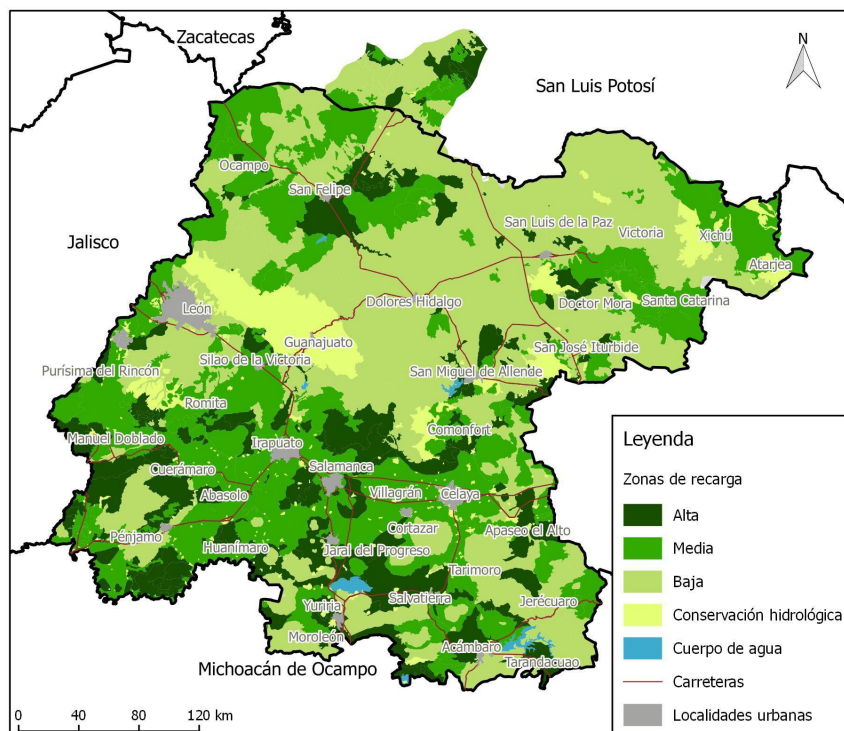 Zacatecas
N
San Luis Potosí
Ocampo
San Felipe
San Luis de la Paz
Victoria
Xichú
Jalisco
Atarjea
León
Dolores Hidalgo
Doctor Mora
Santa Catarina
Guanajuato
San José Iturbide
Silao de la Victoria
Purísima del Rincón
San Miguel de Allende
Romita
Manuel Doblado
Irapuato
Comonfort
Cuerámaro
Salamanca
Abasolo
Villagrán
Celaya
Cortazar
Apaseo el Alto
Pénjamo
Huanímaro
Jaral del Progreso
Tarimoro
Yuriria
Salvatierra
Jerécuaro
Moroleón
Acámbaro
Tarandacuao
Michoacán de Ocampo
0 40 80 120 km
Leyenda
Zonas de recarga
Alta
Media
Baja
Conservación hidrológica
Cuerpo de agua
Carreteras
Localidades urbanas